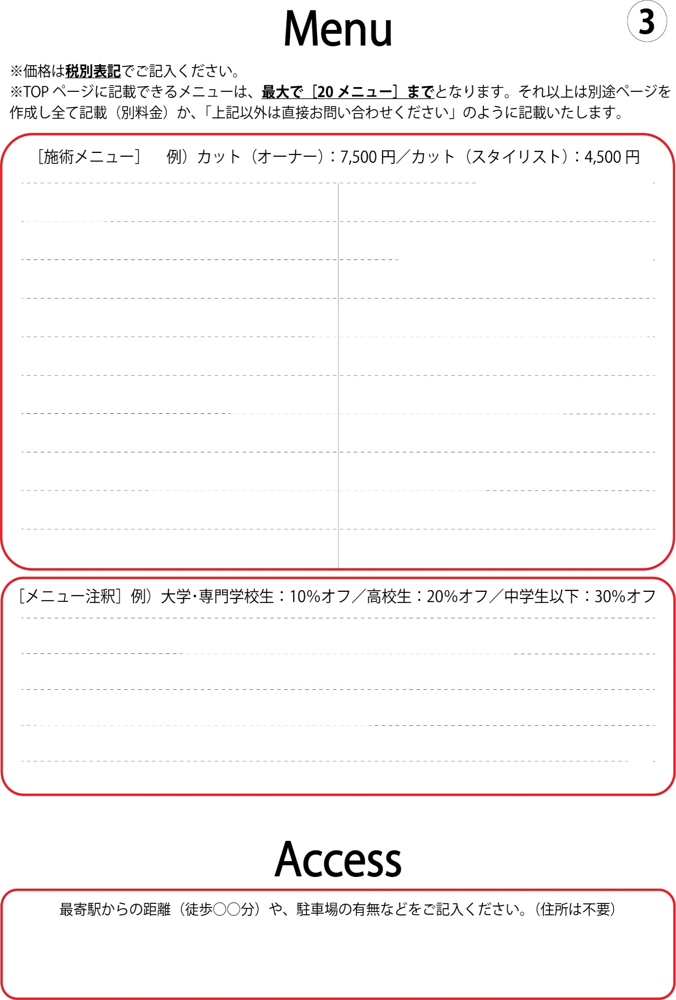 Menu
3
※価格は税別表記でご記入ください。
※TOP ページに記載できるメニューは、最大で［20 メニュー］までとなります。それ以上は別途ページを
作成し全て記載（別料金）か、「上記以外は直接お問い合わせください」のように記載いたします。
［施術メニュー］　例）カット（オーナー）：7,500 円／カット（スタイリスト）：4,500 円
［メニュー注釈］例）大学・専門学校生：10%オフ／高校生：20%オフ／中学生以下：30%オフ
Access
最寄駅からの距離（徒歩○○分）や、駐車場の有無などをご記入ください。（住所は不要）